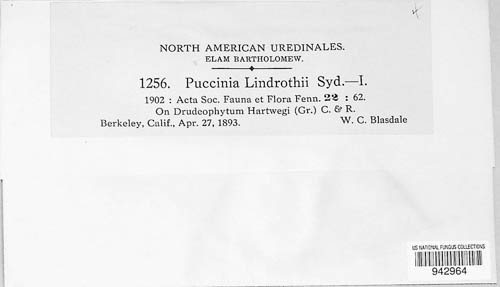 NORTH AMERICAN UREDINALES.
ELAM BARTHOLOMEW.
1256. Puccinia Lindrothii Syd.—I.
1902 : Acta Soc. Fauna et Flora Fenn. 22 : 62.
On Drudeophytum Hartwegi (Gr.) C. & R.
Berkeley, Calif., Apr. 27, 1893. W. C. Blasdale
US NATIONAL FUNGUS COLLECTIONS
942964